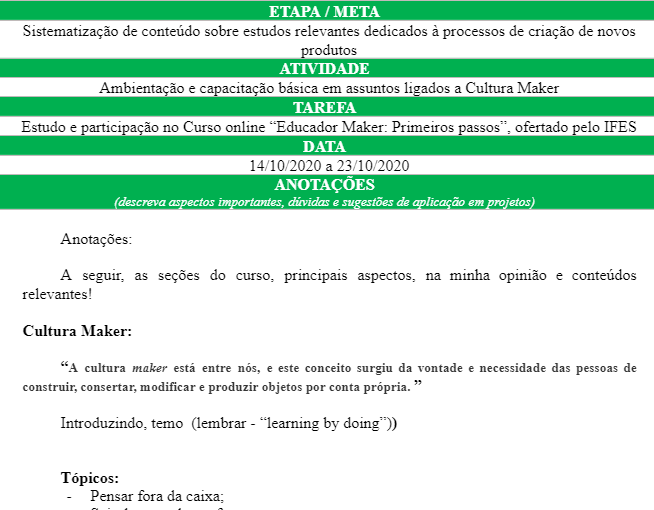 ETAPA / META
Sistematização de conteúdo sobre estudos relevantes dedicados à processos de criação de novos
produtos
ATIVIDADE
Ambientação e capacitação básica em assuntos ligados a Cultura Maker
TAREFA
Estudo e participação no Curso online “Educador Maker: Primeiros passos”, ofertado pelo IFES
DATA
14/10/2020 a 23/10/2020
ANOTAÇÕES
(descreva aspectos importantes, dúvidas e sugestões de aplicação em projetos)
Anotações:
A seguir, as seções do curso, principais aspectos, na minha opinião e conteúdos
relevantes!
Cultura Maker:
“A cultura maker está entre nós, e este conceito surgiu da vontade e necessidade das pessoas de
construir, consertar, modificar e produzir objetos por conta própria. ”
Introduzindo, temo (lembrar - “learning by doing”))
Tópicos:
- Pensar fora da caixa;